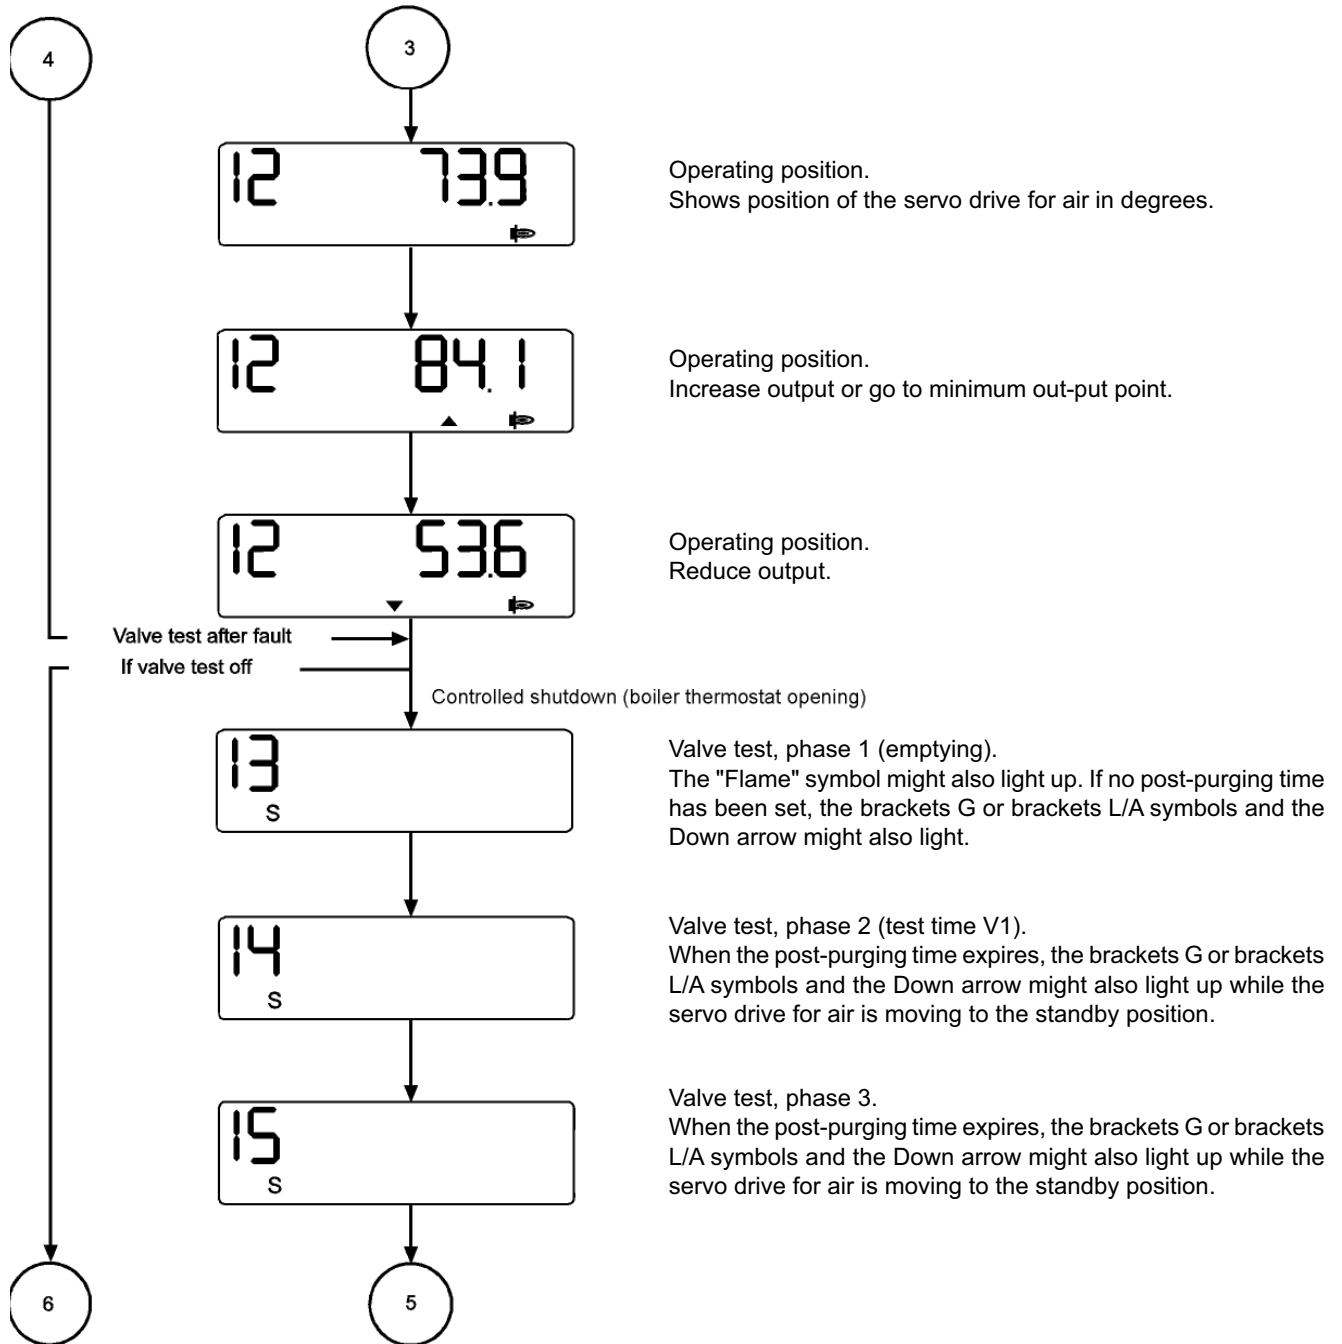 4
3
12 73.9
Operating position.
Shows position of the servo drive for air in degrees.
12 84.1
Operating position.
Increase output or go to minimum out-put point.
12 53.6
Operating position.
Reduce output.
Valve test after fault
If valve test off
Controlled shutdown (boiler thermostat opening)
13
S
Valve test, phase 1 (emptying).
The "Flame" symbol might also light up. If no post-purging time
has been set, the brackets G or brackets L/A symbols and the
Down arrow might also light.
14
S
Valve test, phase 2 (test time V1).
When the post-purging time expires, the brackets G or brackets
L/A symbols and the Down arrow might also light up while the
servo drive for air is moving to the standby position.
15
S
Valve test, phase 3.
When the post-purging time expires, the brackets G or brackets
L/A symbols and the Down arrow might also light up while the
servo drive for air is moving to the standby position.
6
5